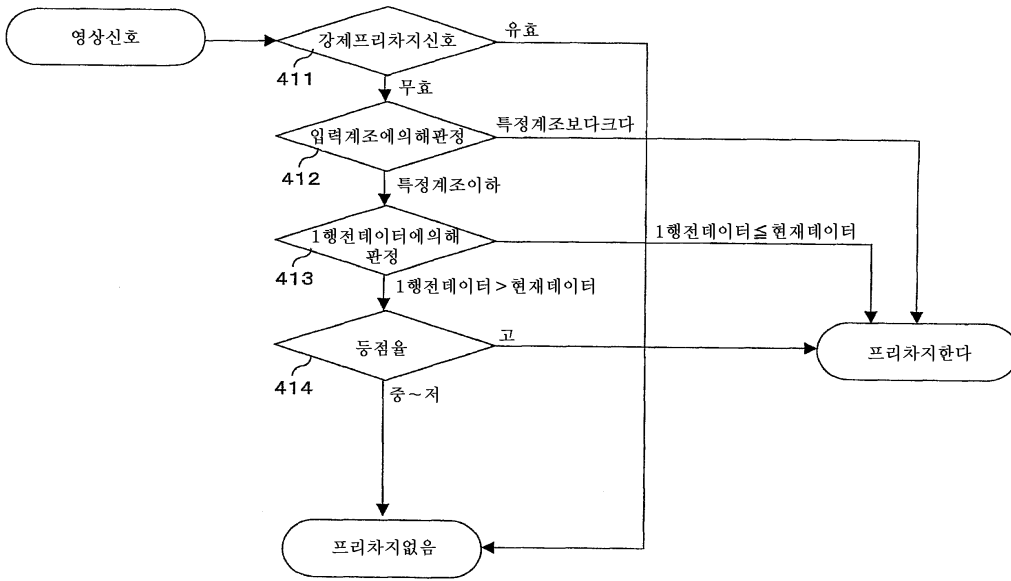 영상신호
강제프리차지신호
유효
411
무효
입력계조에의해판정
특정계조보다크다
412
특정계조이하
1행전데이터에의해
판정
1행전데이터≦현재데이터
413
1행전데이터>현재데이터
등점율
고
프리차지한다
414
중~저
프리차지없음